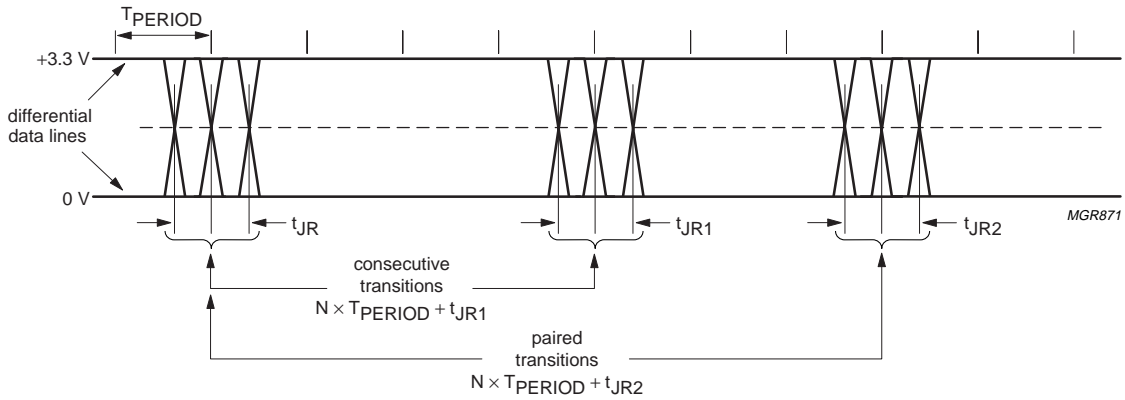 TPERIOD
+3.3 V
differential
data lines
0 V
tJR
tJR1
tJR2
MGR871
consecutive
transitions
N × TPERIOD + tJR1
paired
transitions
N × TPERIOD + tJR2